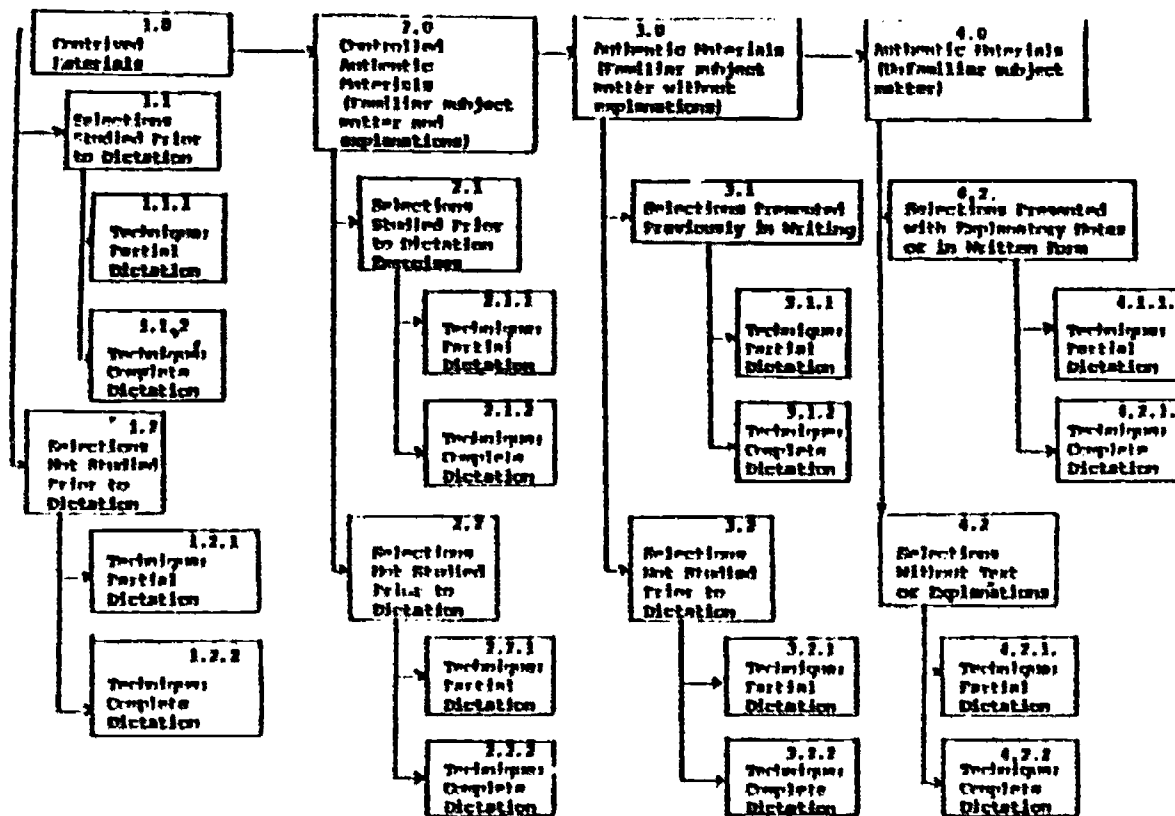 1.0
Contrived
Materials
1.1
Selections
Studied Prior
to Dictation
1.1.1
Technique:
Partial
Dictation
1.1.2
Technique:
Complete
Dictation
1.2
Selections
Not Studied
Prior to
Dictation
1.2.1
Technique:
Partial
Dictation
1.2.2
Technique:
Complete
Dictation
2.0
Controlled
Authentic
Materials
(Familiar subject
matter and
explanations)
2.1
Selections
Studied Prior
to Dictation
Exercises
2.1.1
Technique:
Partial
Dictation
2.1.2
Technique:
Complete
Dictation
2.2
Selections
Not Studied
Prior to
Dictation
2.2.1
Technique:
Partial
Dictation
2.2.2
Technique:
Complete
Dictation
3.0
Authentic Materials
(Familiar subject
matter without
explanations)
3.1
Selections Presented
Previously in Writing
3.1.1
Technique:
Partial
Dictation
3.1.2
Technique:
Complete
Dictation
3.2
Selections
Not Studied
Prior to
Dictation
3.2.1
Technique:
Partial
Dictation
3.2.2
Technique:
Complete
Dictation
4.0
Authentic Materials
(Unfamiliar subject
matter)
4.2.
Selections Presented
with Explanatory Notes
or in Written Form
4.1.1.
Technique:
Partial
Dictation
4.2.1.
Technique:
Complete
Dictation
4.2
Selections
Without Text
or Explanations
4.2.1.
Technique:
Partial
Dictation
4.2.2
Technique:
Complete
Dictation